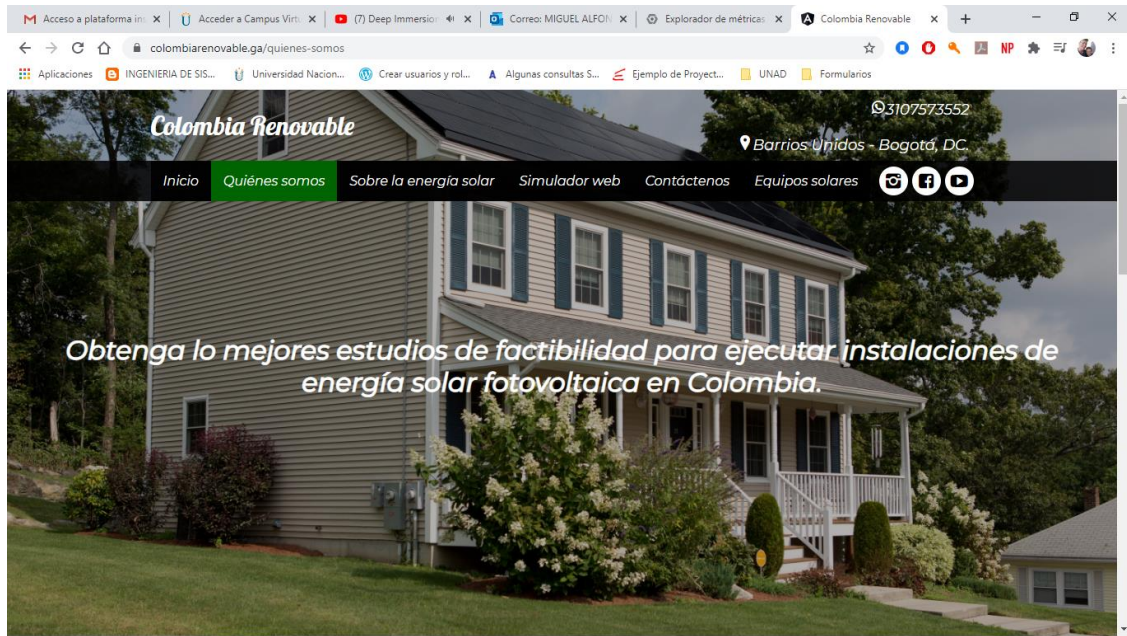 Acceso a plataforma ins
Acceder a Campus Virtu
(7) Deep Immersion
Correo: MIGUEL ALFON
Explorador de métricas
Colombia Renovable
colombiarenovable.ga/quienes-somos
Aplicaciones
INGENIERIA DE SIS...
Universidad Nacion...
Crear usuarios y rol...
Algunas consultas S...
Ejemplo de Proyect...
UNAD
Formularios
Colombia Renovable
3107573552
Barrios Unidos - Bogotá, DC.
Inicio Quiénes somos Sobre la energía solar Simulador web Contáctenos Equipos solares
Obtenga lo mejores estudios de factibilidad para ejecutar instalaciones de
energía solar fotovoltaica en Colombia.